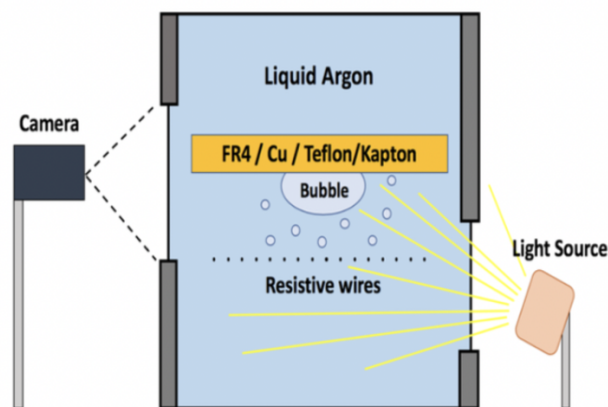 Liquid Argon
Camera
FR4 / Cu / Teflon/Kapton
Bubble
Light Source
Resistive wires